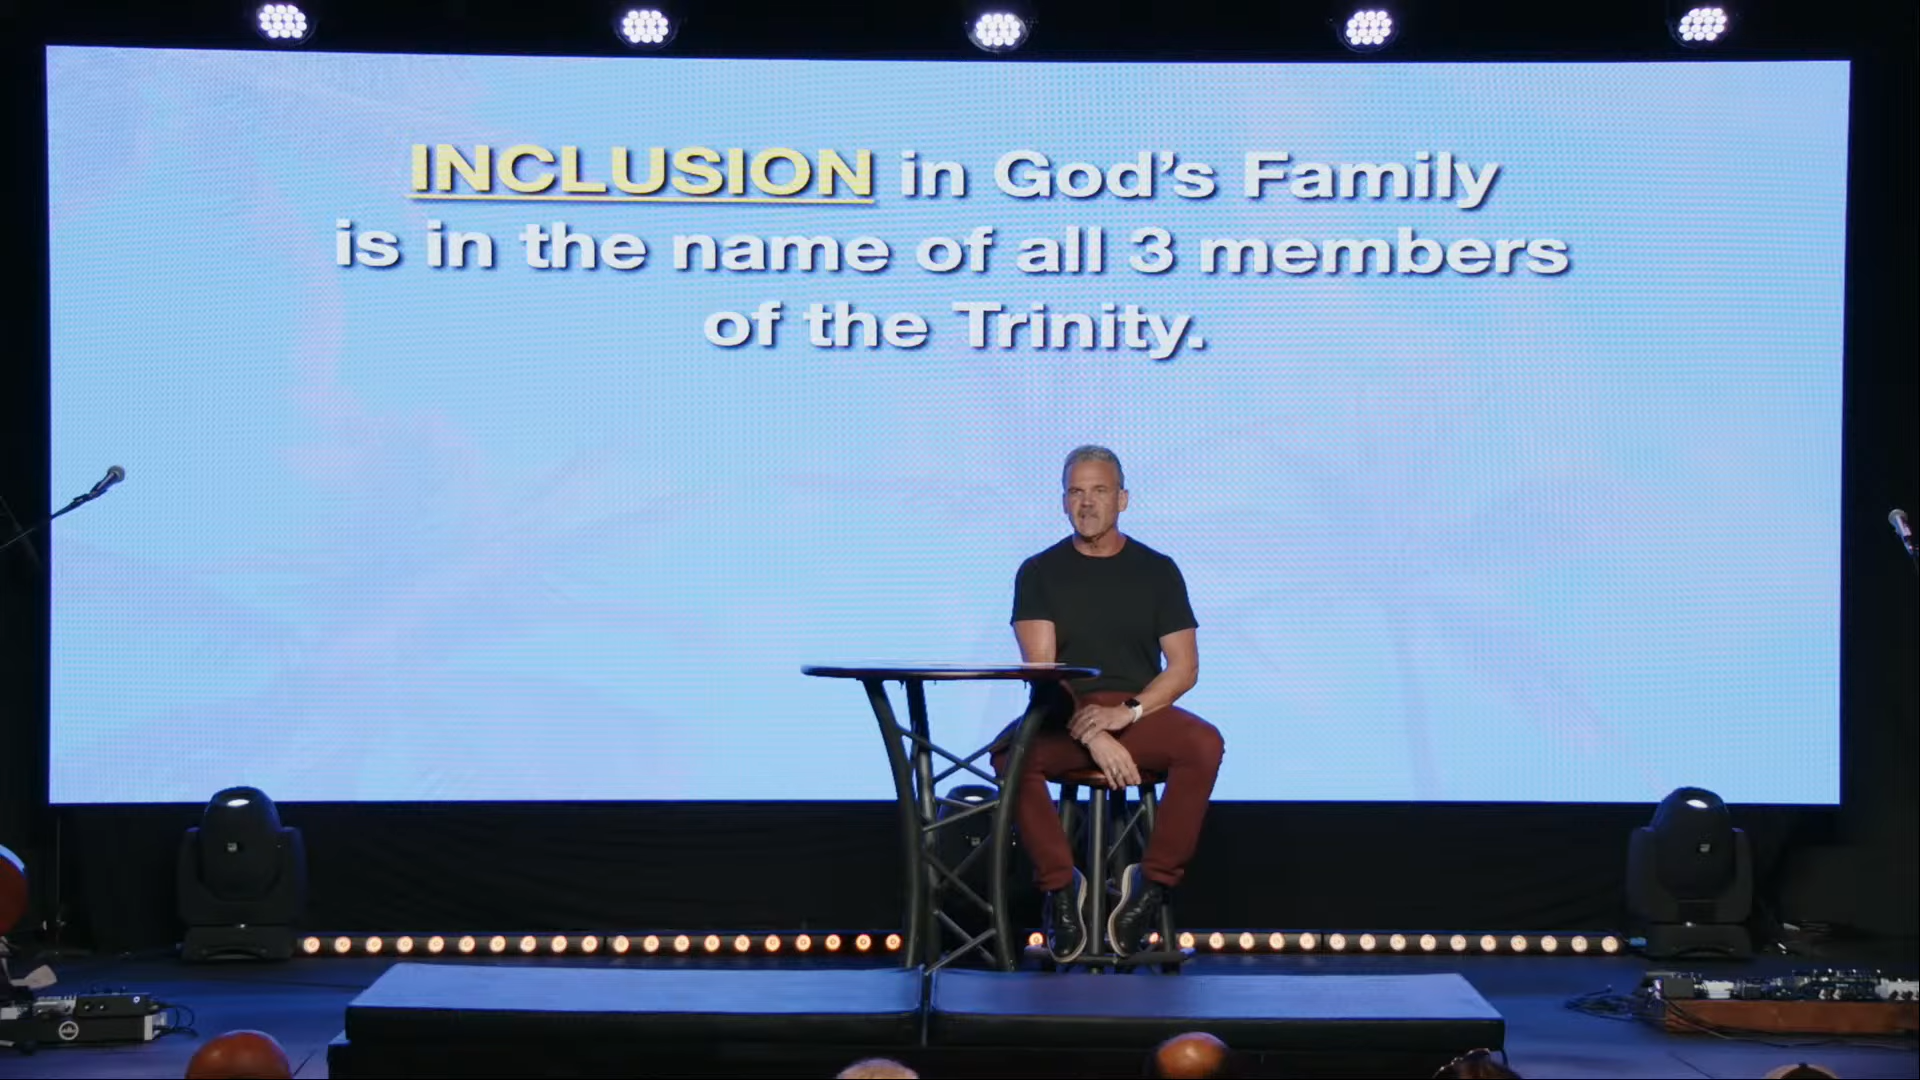 INCLUSION in God’s Family
is in the name of all 3 members
of the Trinity.